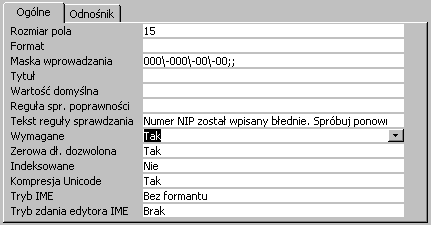 Ogólne Odnośnik
Rozmiar pola 15
Format
Maska wprowadzania 000\-000\-00\-00;;
Tytuł
Wartość domyślna
Reguła spr. poprawności
Tekst reguły sprawdzania Numer NIP został wpisany błednie. Spróbuj ponow
Wymagane Tak
Zerowa dł. dozwolona Tak
Indeksowane Nie
Kompresja Unicode Tak
Tryb IME Bez formantu
Tryb zdania edytora IME Brak